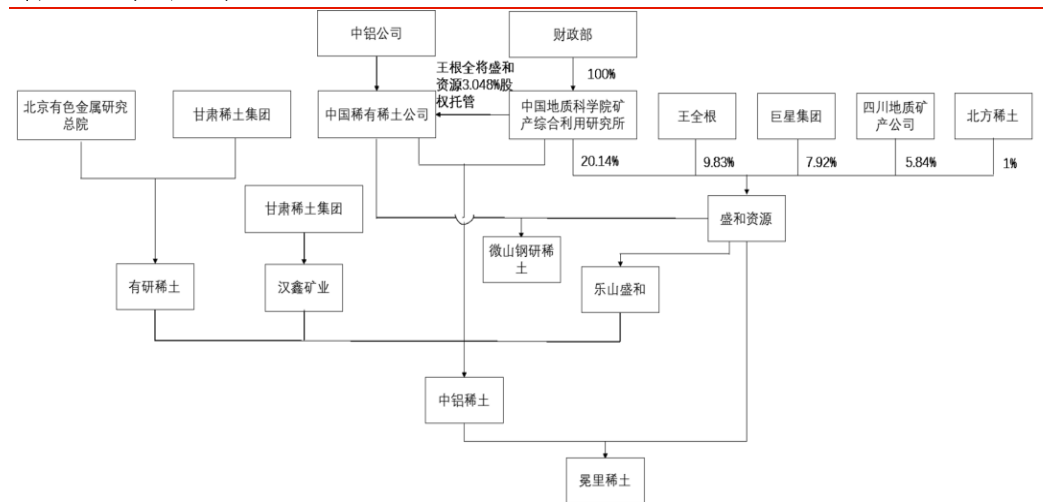 中铝公司
财政部
王根全将盛和
资源3.048%股
权托管
100%
北京有色金属研究
总院
甘肃稀土集团
中国稀有稀土公司
中国地质科学院矿
产综合利用研究所
王全根
巨星集团
四川地质矿
产公司
北方稀土
20.14%
9.83%
7.92%
5.84%
1%
甘肃稀土集团
盛和资源
微山钢研稀
土
有研稀土
汉鑫矿业
乐山盛和
中铝稀土
冕里稀土